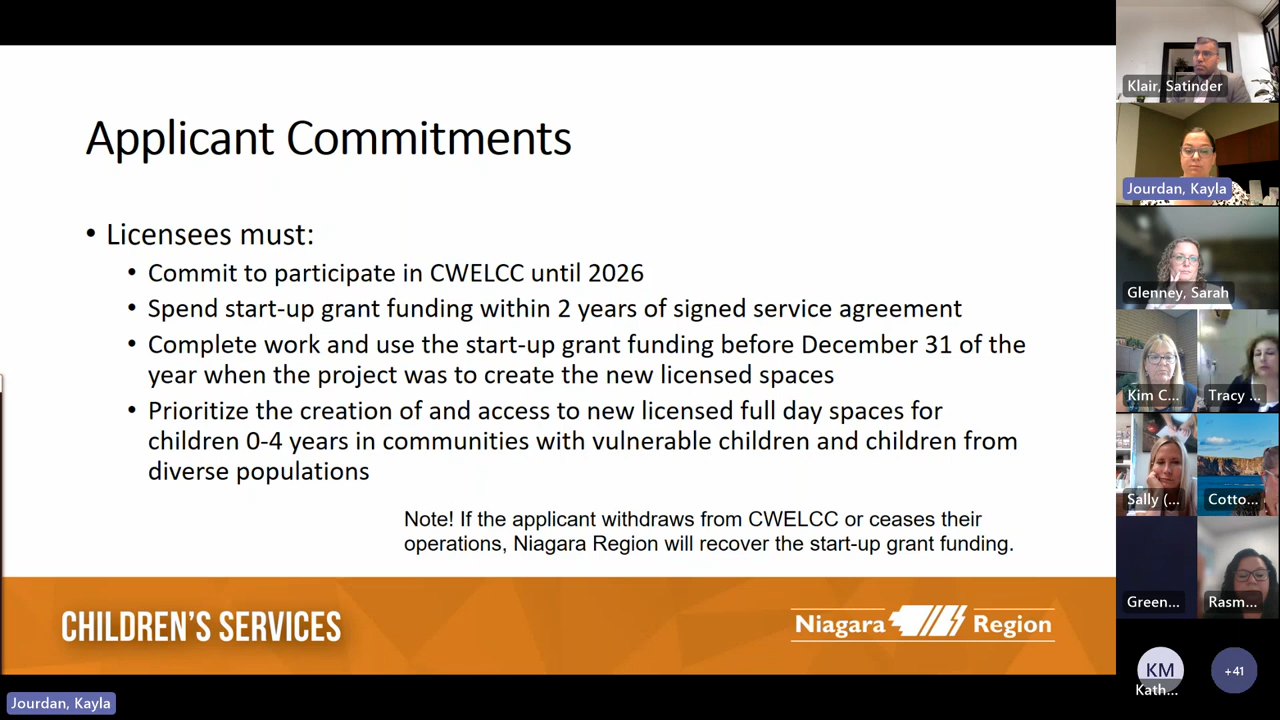 Applicant Commitments
• Licensees must:
• Commit to participate in CWELCC until 2026
• Spend start-up grant funding within 2 years of signed service agreement
• Complete work and use the start-up grant funding before December 31 of the
year when the project was to create the new licensed spaces
• Prioritize the creation of and access to new licensed full day spaces for
children 0-4 years in communities with vulnerable children and children from
diverse populations
Note! If the applicant withdraws from CWELCC or ceases their
operations, Niagara Region will recover the start-up grant funding.
CHILDREN'S SERVICES
Niagara Region
Jourdan, Kayla
Klair, Satinder
Jourdan, Kayla
Glenney, Sarah
Kim C...
Tracy ...
Sally (...
Cotto...
Green...
Rasm...
KM
Kath...
+41